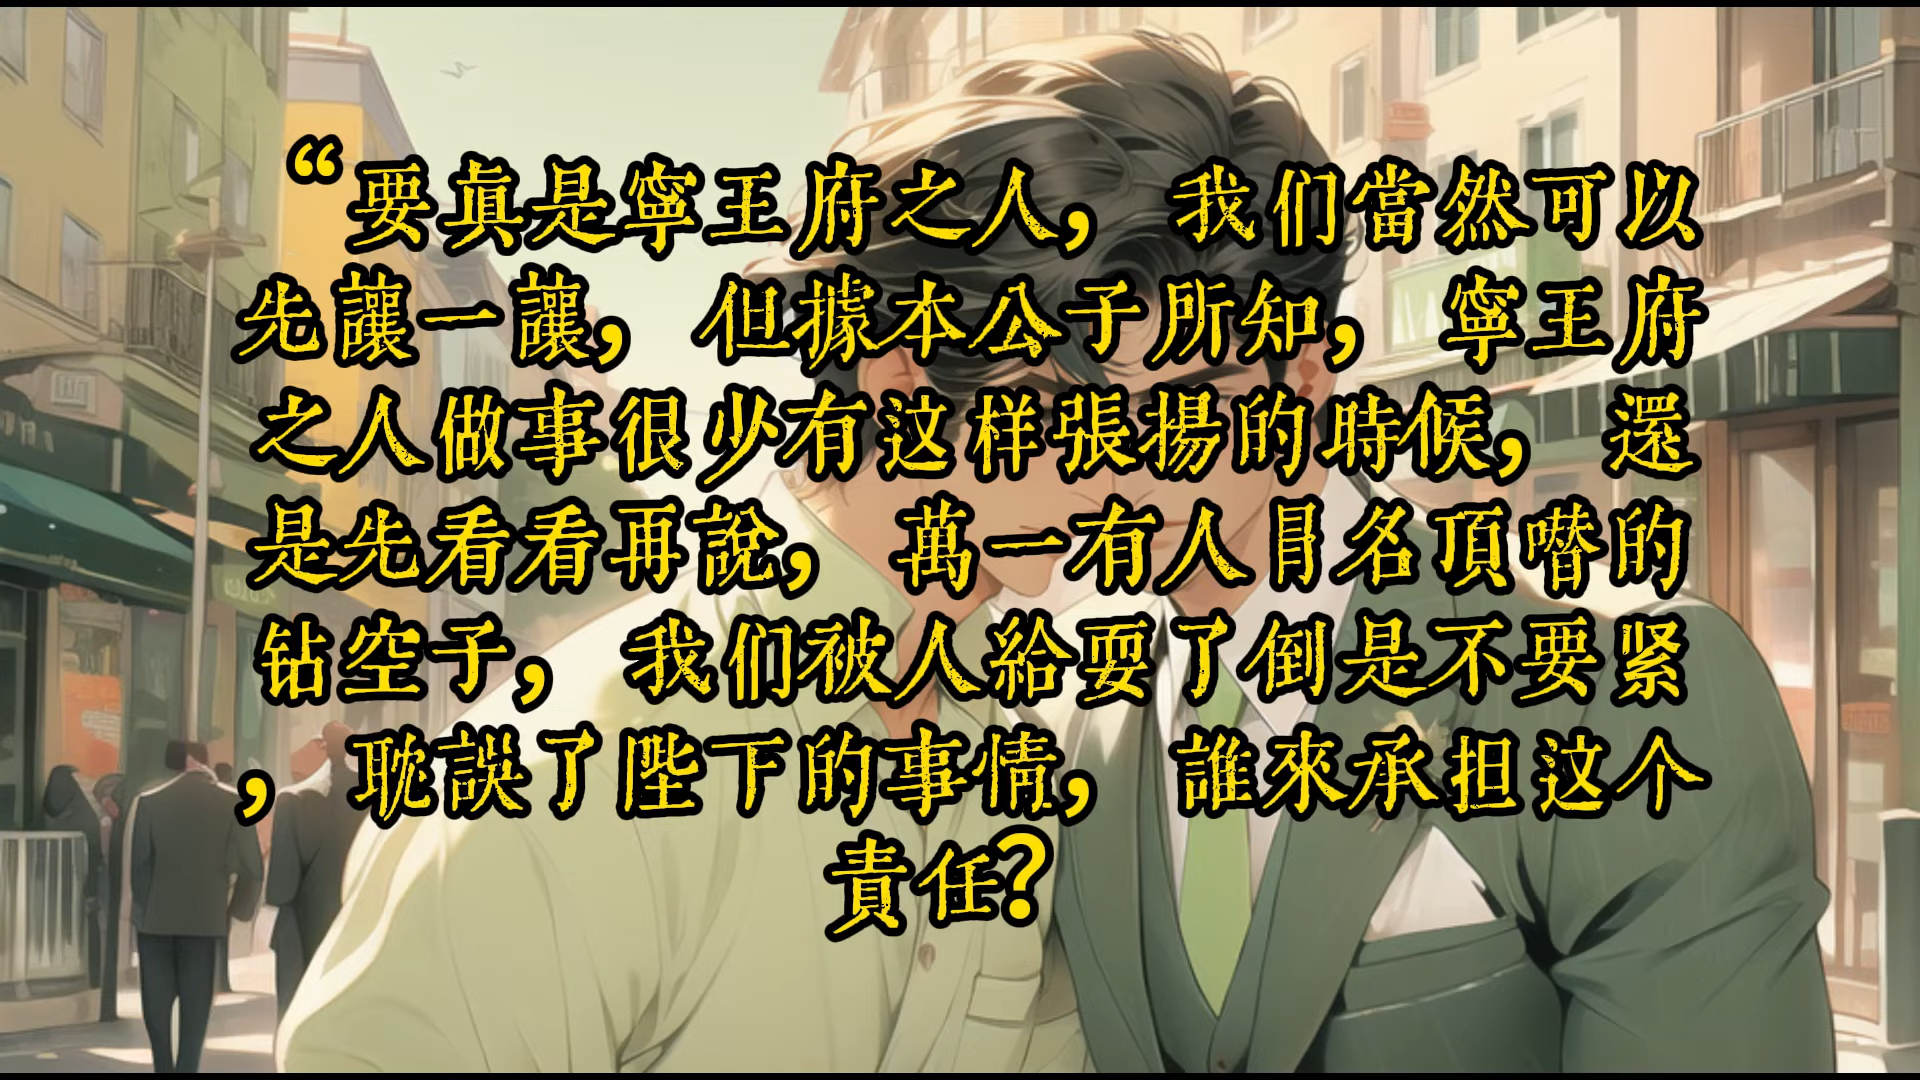 “要真是寧王府之人，我们當然可以
先讓一讓，但據本公子所知，寧王府
之人做事很少有这样張揚的時候，還
是先看看再說，萬一有人冒名頂噆的
钻空子，我们被人給耍了倒是不要紧
，耽誤了陛下的事情，誰來承担这个
責任？